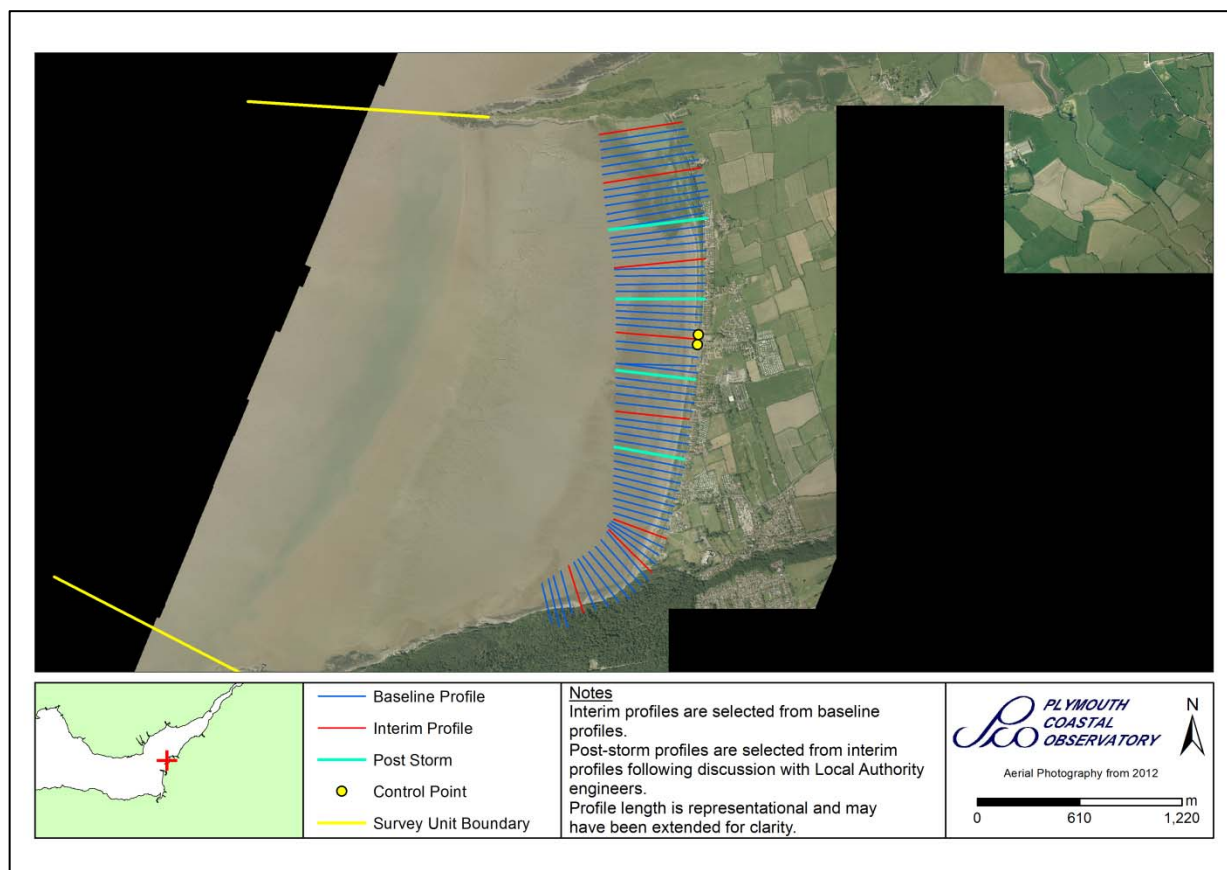 Baseline Profile
Interim Profile
Post Storm
Control Point
Survey Unit Boundary
Notes
Interim profiles are selected from baseline
profiles.
Post-storm profiles are selected from interim
profiles following discussion with Local Authority
engineers.
Profile length is representational and may
have been extended for clarity.
PLYMOUTH
COASTAL
OBSERVATORY
N
Aerial Photography from 2012
m
0 610 1,220